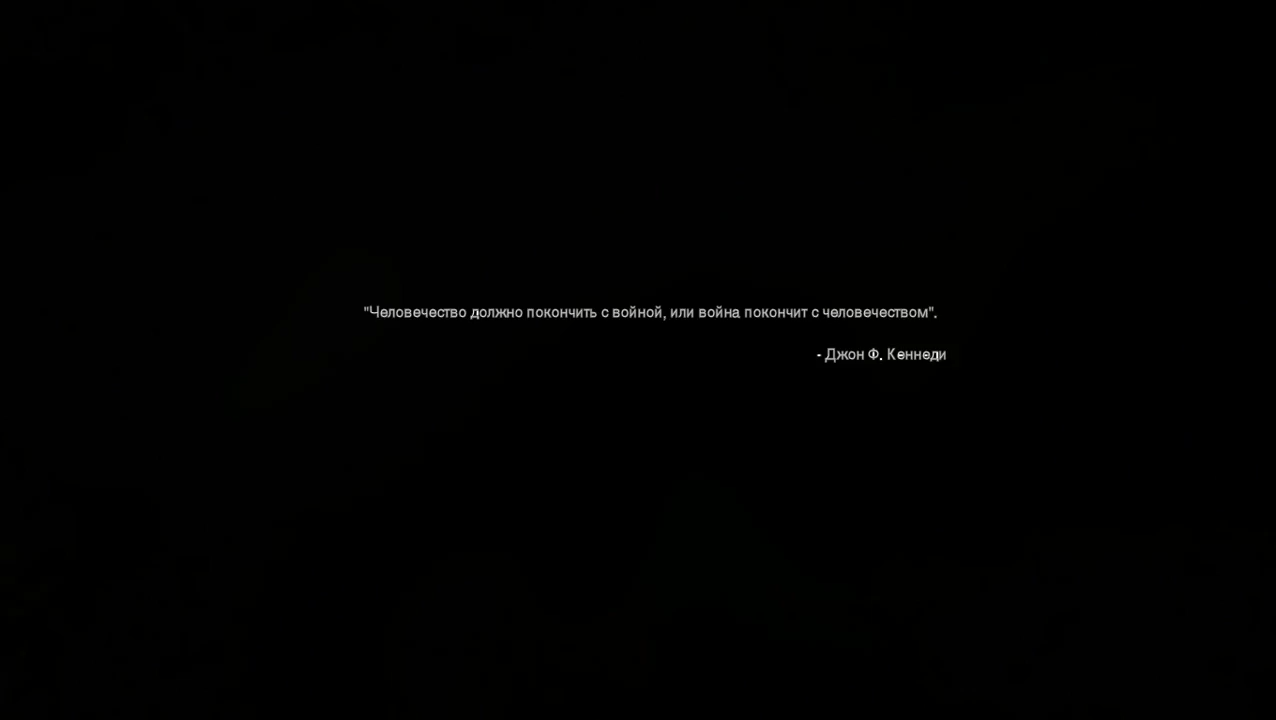 "Человечество должно покончить с войной, или война покончит с человечеством".
- Джон Ф. Кеннеди